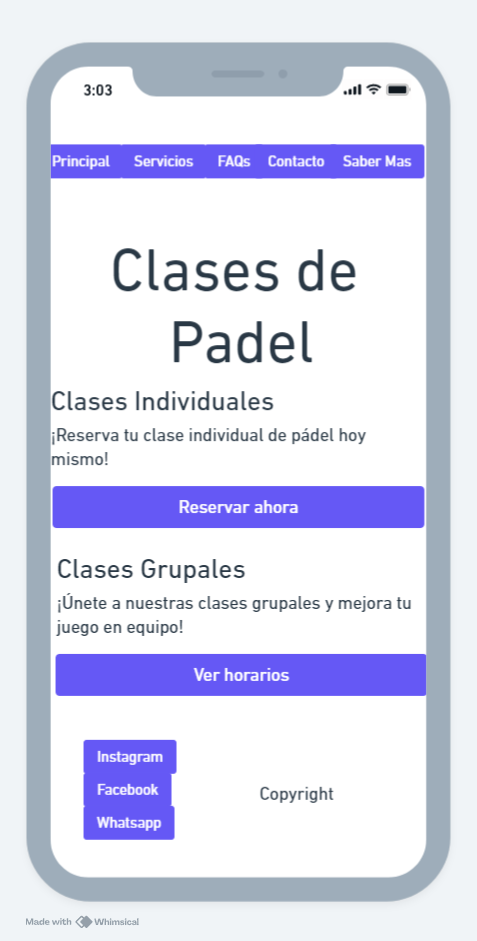 3:03
Principal Servicios FAQs Contacto Saber Mas
Clases de
Padel
Clases Individuales
¡Reserva tu clase individual de pádel hoy
mismo!
Reservar ahora
Clases Grupales
¡Únete a nuestras clases grupales y mejora tu
juego en equipo!
Ver horarios
Instagram
Facebook
Copyright
Whatsapp
Made with Whimsical